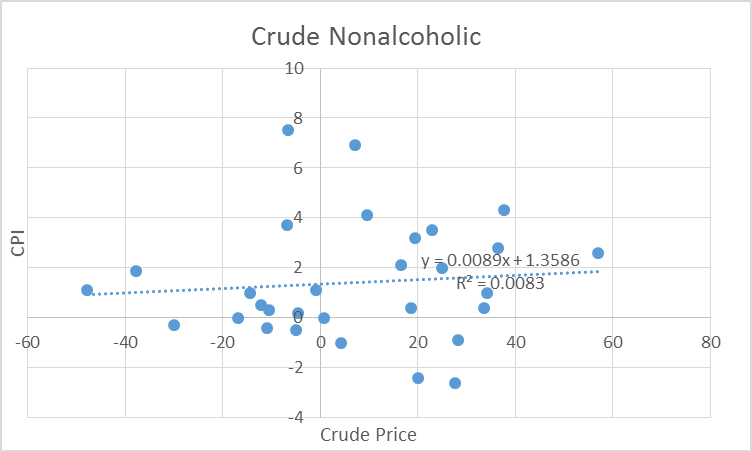 Crude Nonalcoholic
10
8
6
4
2
0
-2
-4
-60 -40 -20 0 20 40 60 80
y = 0.0089x + 1.3586
R² = 0.0083
CPI
Crude Price